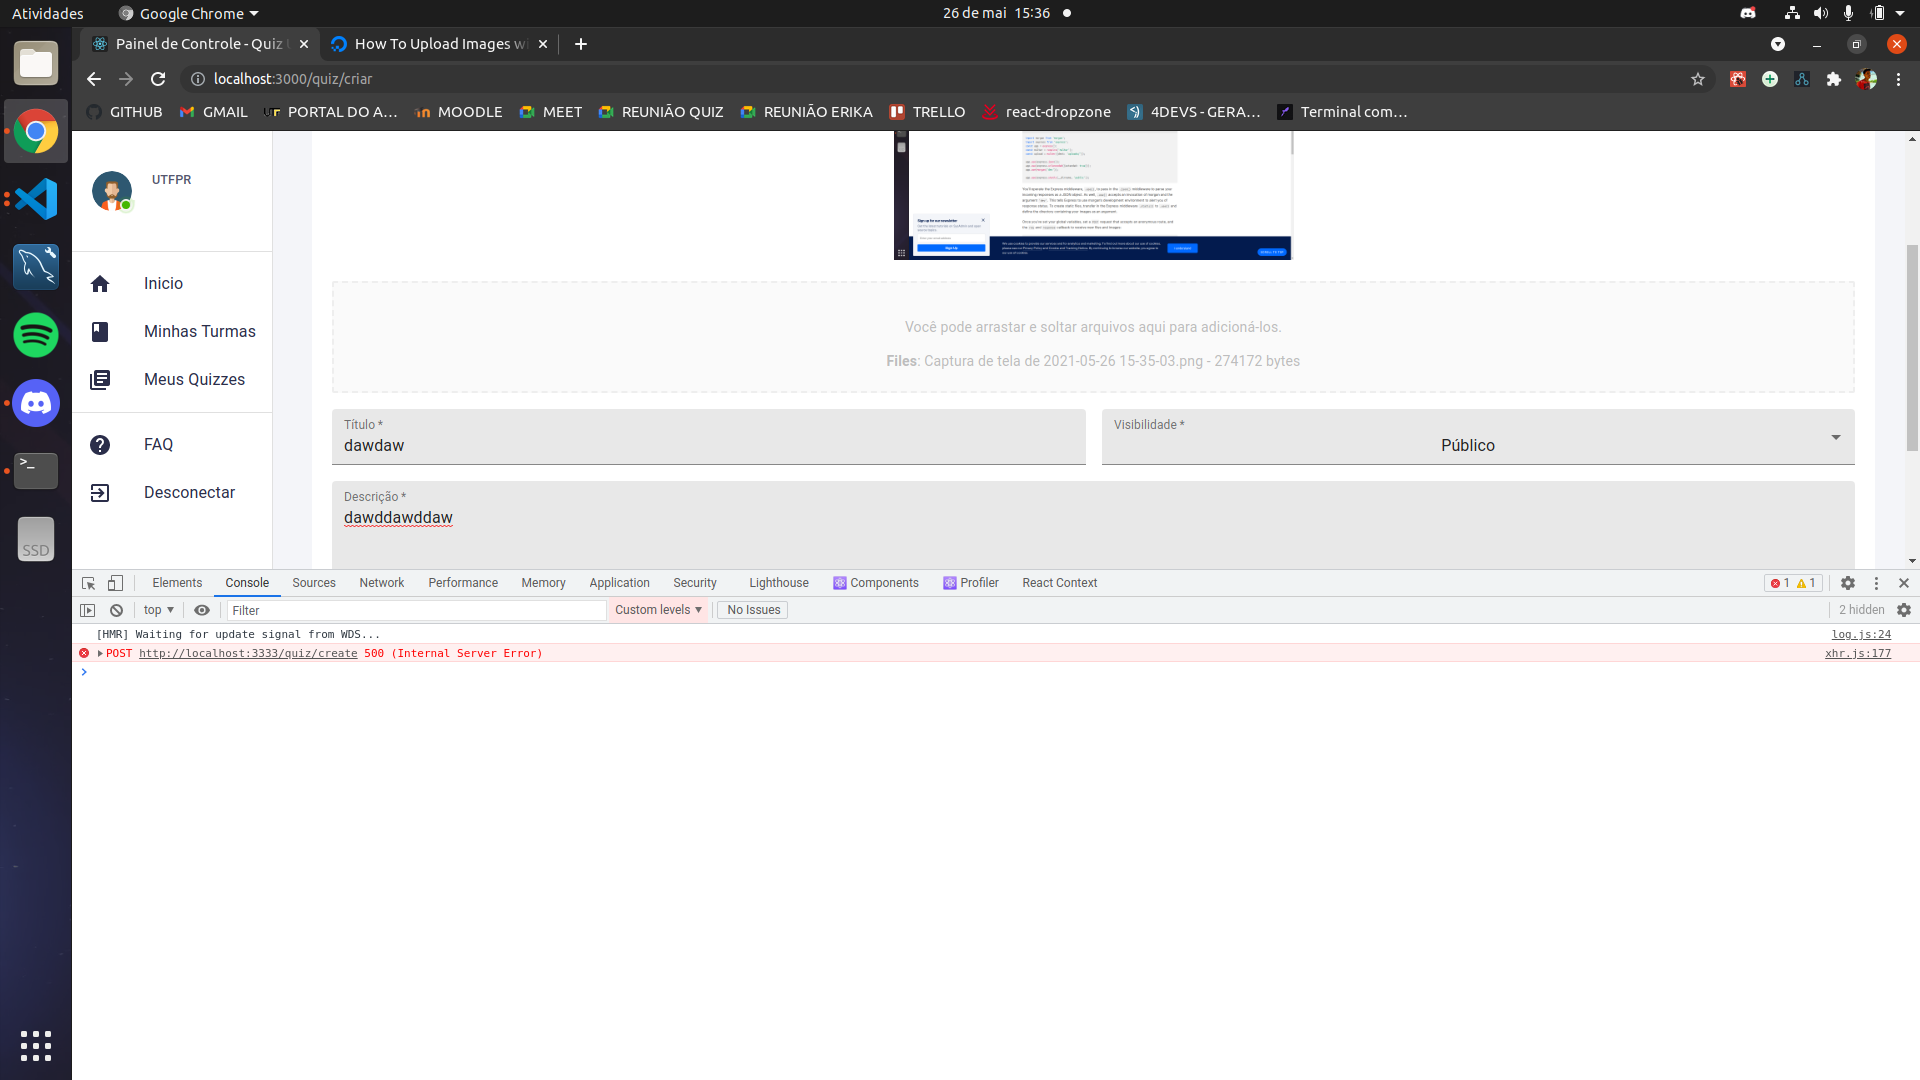 Atividades
Google Chrome
26 de mai 15:36
Painel de Controle - Quiz
How To Upload Images w
localhost:3000/quiz/criar
GITHUB
GMAIL
PORTAL DO A…
MOODLE
MEET
REUNIÃO QUIZ
REUNIÃO ERIKA
TRELLO
react-dropzone
4DEVS - GERA…
Terminal com…
UTFPR
Inicio
Minhas Turmas
Meus Quizzes
FAQ
Desconectar
SSD
Sign Up
Você pode arrastar e soltar arquivos aqui para adicioná-los.
Files: Captura de tela de 2021-05-26 15-35-03.png - 274172 bytes
Título *
dawdaw
Visibilidade *
Público
Descrição *
dawddawddaw
Elements
Console
Sources
Network
Performance
Memory
Application
Security
Lighthouse
Components
Profiler
React Context
1
1
top
Filter
Custom levels
No Issues
2 hidden
[HMR] Waiting for update signal from WDS...
log.js:24
POST http://localhost:3333/quiz/create 500 (Internal Server Error)
xhr.js:177